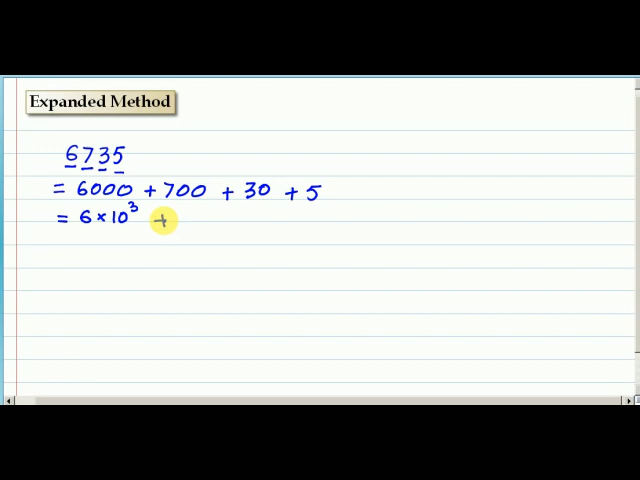 Expanded Method
6735
= 6000 + 700 + 30 + 5
= 6 × 10³ +